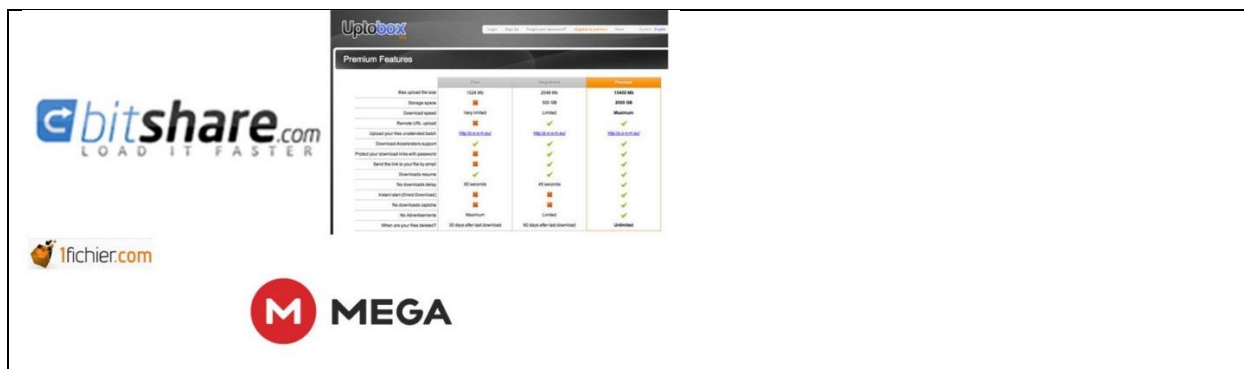 Uptobox
Premium Features
Free Registered Premium
Max upload file size 1024 Mb 2048 Mb
Storage space 500 GB 2000 GB
Download speed Very limited Limited Maximum
Remote URL upload
Upload your files unattended batch
Download Accelerators support
Protect your download links with password
Send the link to your file by email
Downloads resume
No downloads delay 60 seconds 45 seconds
Instant start (Direct Download)
No downloads captcha
No Advertisements Maximum Limited
When are your files deleted? 30 days after last download 60 days after last download Unlimited
bitshare.com
LOAD IT FASTER
1fichier.com
M MEGA